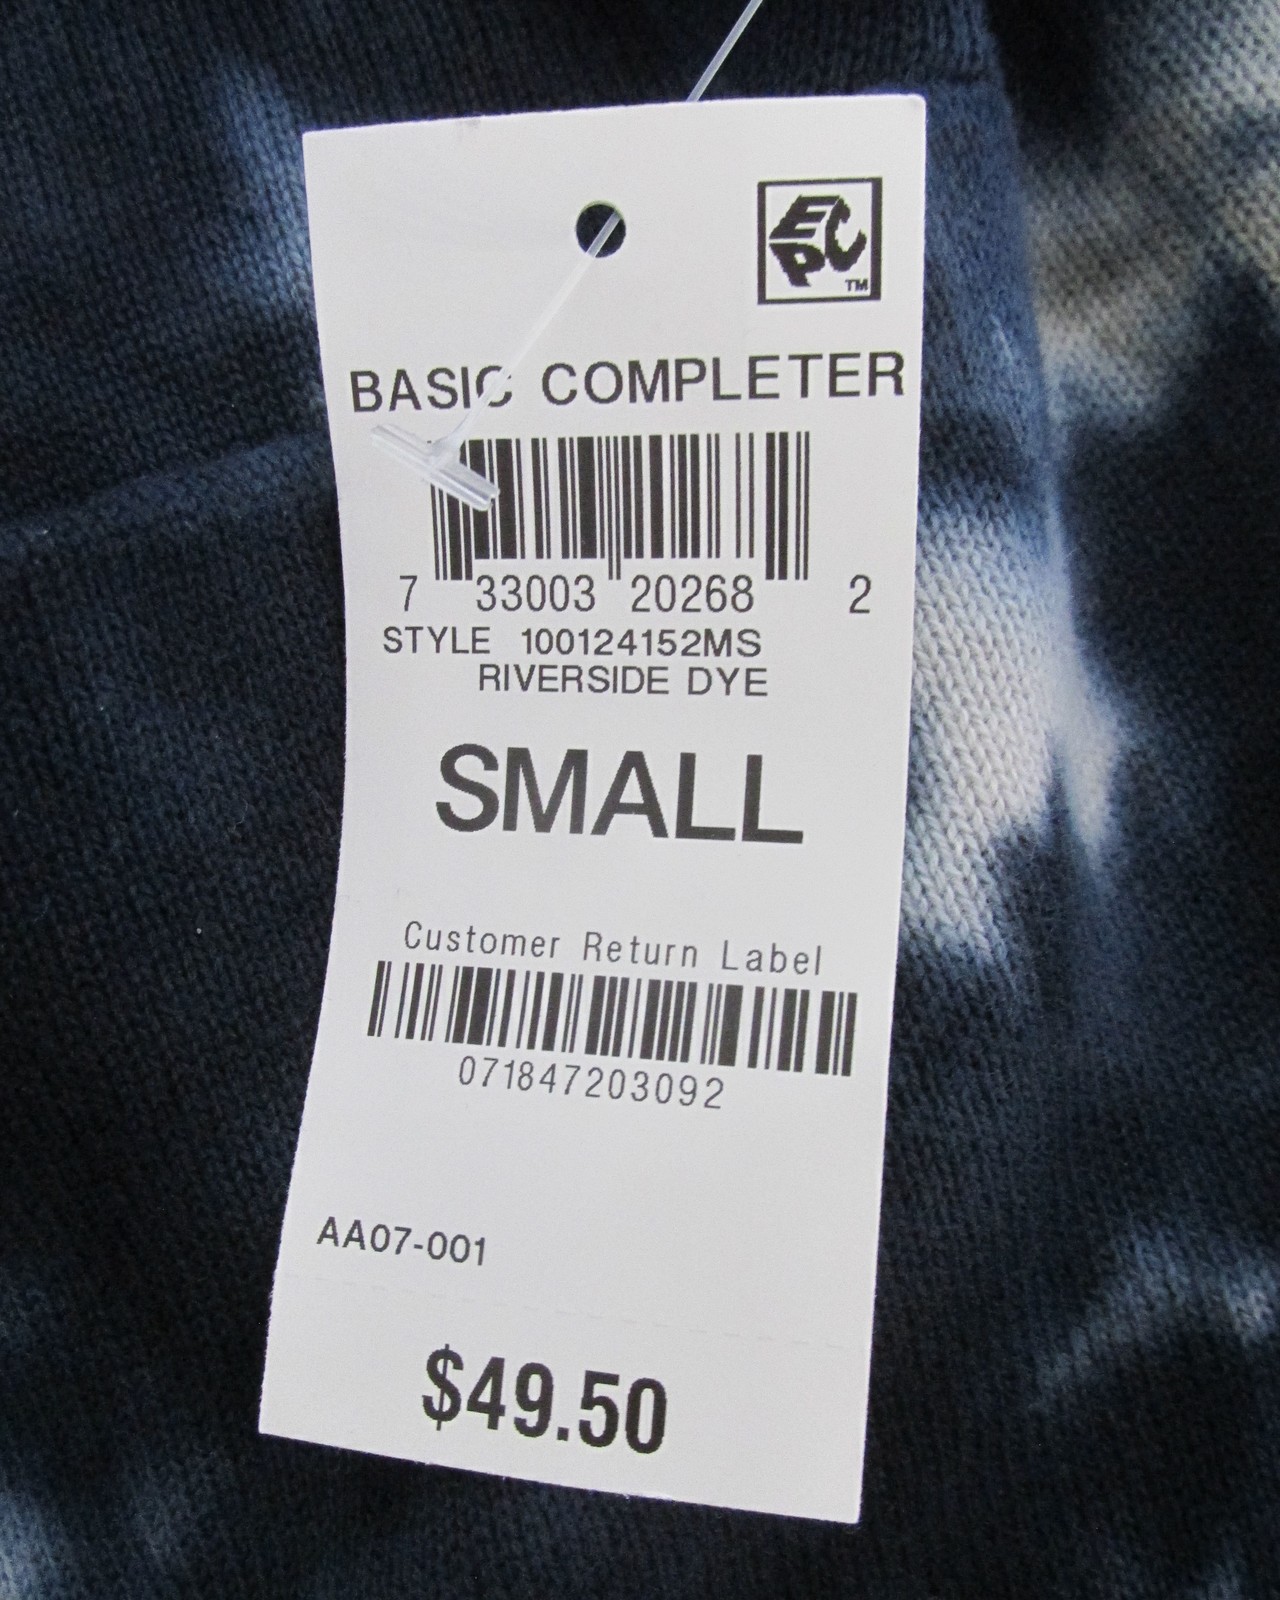 EPC
TM
BASIC COMPLETER
7 33003 20268 2
STYLE 100124152MS
RIVERSIDE DYE
SMALL
Customer Return Label
071847203092
AA07-001
$49.50